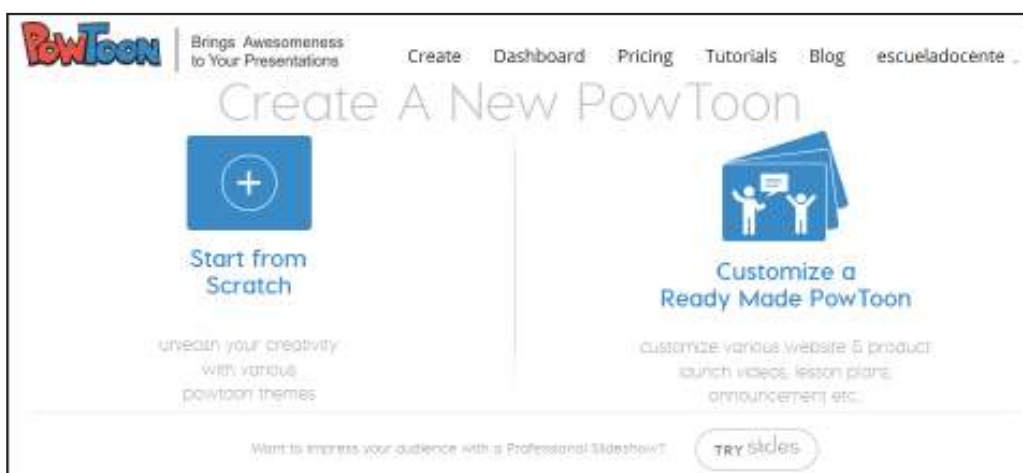 PowToon
Brings Awesomeness
to Your Presentations
Create Dashboard Pricing Tutorials Blog escueladocente
Create A New PowToon
Start from
Scratch
Customize a
Ready Made PowToon
unleash your creativity
with various
powtoon themes
customize various website & product
launch videos, lesson plans,
announcement etc.
Want to impress your audience with a Professional Slideshow?
TRY slides